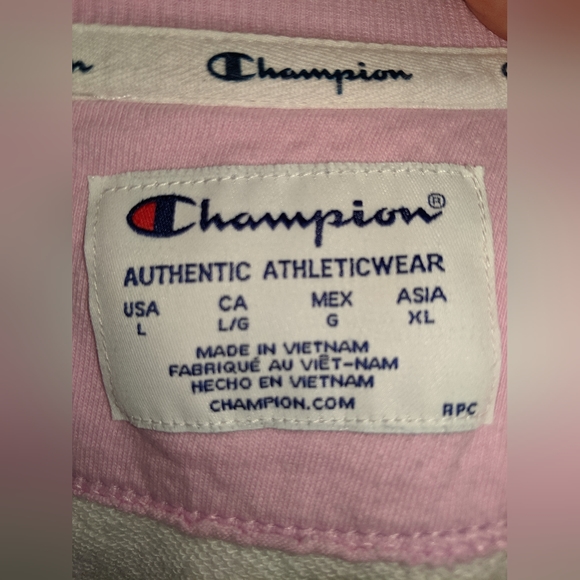 Champion
Champion®
AUTHENTIC ATHLETICWEAR
USA CA MEX ASIA
L L/G G XL
MADE IN VIETNAM
FABRIQUÉ AU VIÊT-NAM
HECHO EN VIETNAM
CHAMPION.COM RPC